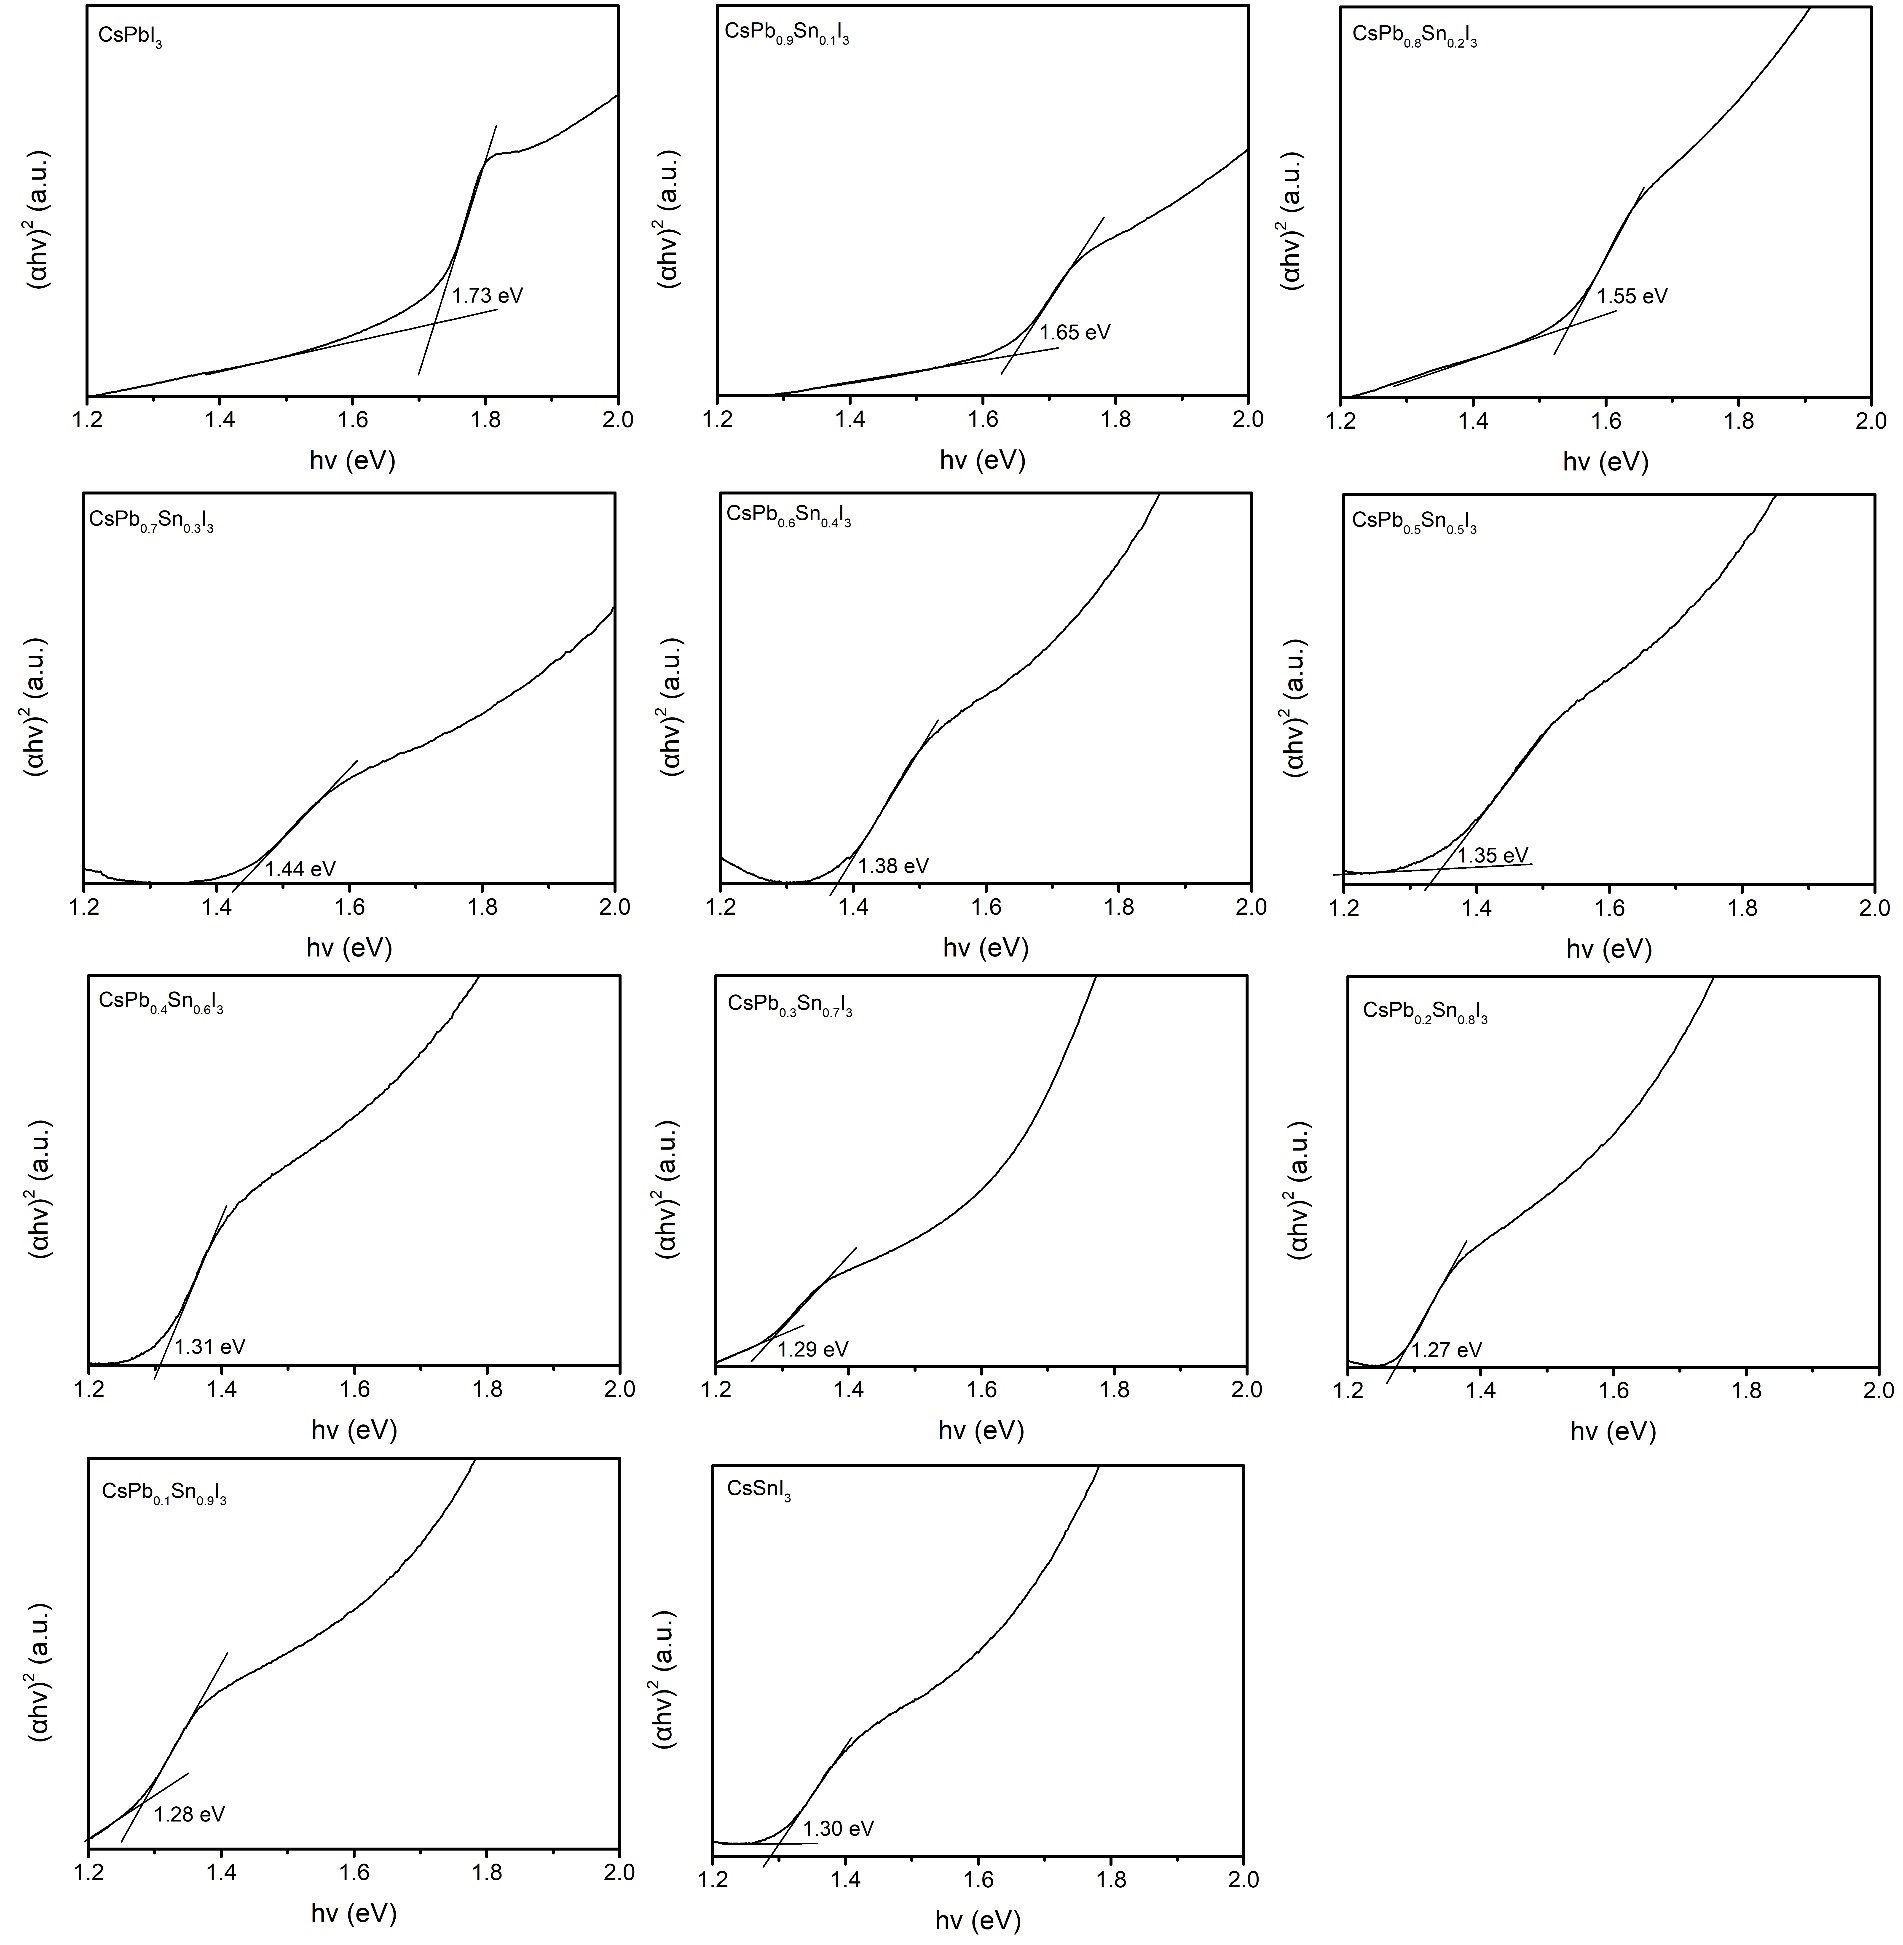 CsPbI₃
(αhν)² (a.u.)
1.73 eV
1.2 1.4 1.6 1.8 2.0
hν (eV)
CsPb₀.₉Sn₀.₁I₃
(αhν)² (a.u.)
1.65 eV
1.2 1.4 1.6 1.8 2.0
hν (eV)
CsPb₀.₈Sn₀.₂I₃
(αhν)² (a.u.)
1.55 eV
1.2 1.4 1.6 1.8 2.0
hν (eV)
CsPb₀.₇Sn₀.₃I₃
(αhν)² (a.u.)
1.44 eV
1.2 1.4 1.6 1.8 2.0
hν (eV)
CsPb₀.₆Sn₀.₄I₃
(αhν)² (a.u.)
1.38 eV
1.2 1.4 1.6 1.8 2.0
hν (eV)
CsPb₀.₅Sn₀.₅I₃
(αhν)² (a.u.)
1.35 eV
1.2 1.4 1.6 1.8 2.0
hν (eV)
CsPb₀.₄Sn₀.₆I₃
(αhν)² (a.u.)
1.31 eV
1.2 1.4 1.6 1.8 2.0
hν (eV)
CsPb₀.₃Sn₀.₇I₃
(αhν)² (a.u.)
1.29 eV
1.2 1.4 1.6 1.8 2.0
hν (eV)
CsPb₀.₂Sn₀.₈I₃
(αhν)² (a.u.)
1.27 eV
1.2 1.4 1.6 1.8 2.0
hν (eV)
CsPb₀.₁Sn₀.₉I₃
(αhν)² (a.u.)
1.28 eV
1.2 1.4 1.6 1.8 2.0
hν (eV)
CsSnI₃
(αhν)² (a.u.)
1.30 eV
1.2 1.4 1.6 1.8 2.0
hν (eV)